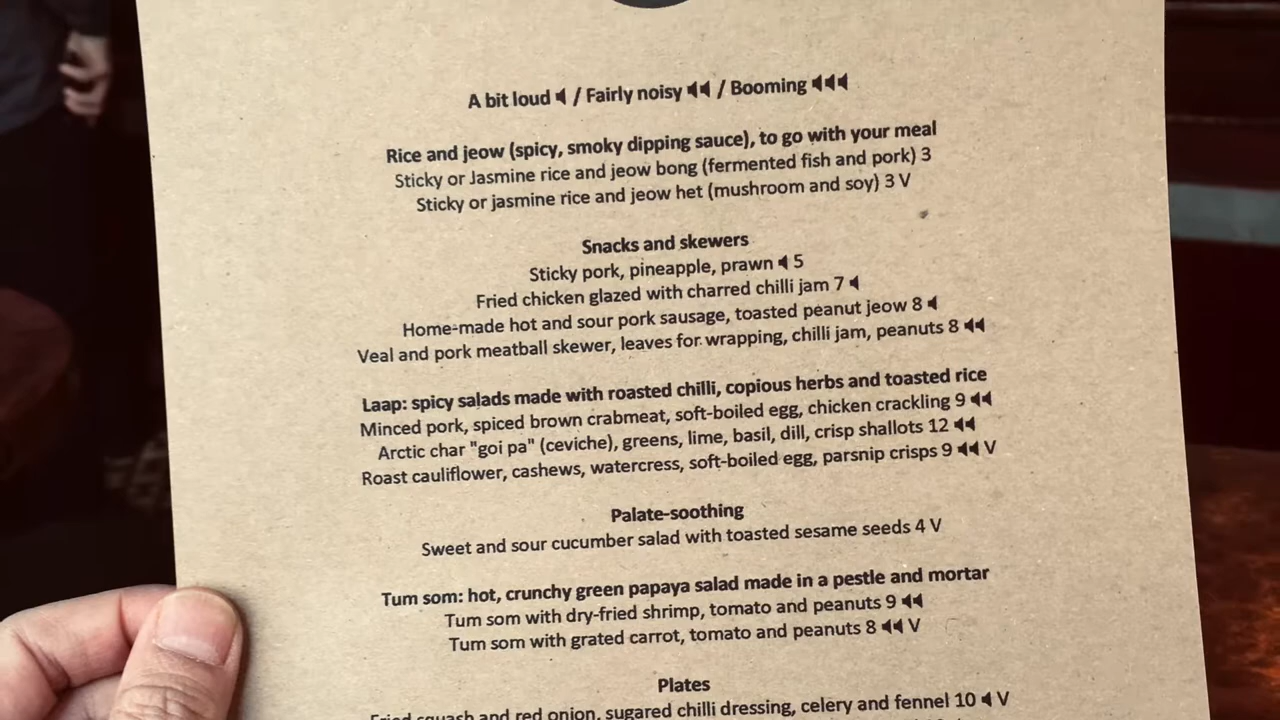 A bit loud 🔈 / Fairly noisy 🔈🔈 / Booming 🔈🔈🔈
Rice and jeow (spicy, smoky dipping sauce), to go with your meal
Sticky or Jasmine rice and jeow bong (fermented fish and pork) 3
Sticky or jasmine rice and jeow het (mushroom and soy) 3 V
Snacks and skewers
Sticky pork, pineapple, prawn 🔈 5
Fried chicken glazed with charred chilli jam 7 🔈
Home-made hot and sour pork sausage, toasted peanut jeow 8 🔈
Veal and pork meatball skewer, leaves for wrapping, chilli jam, peanuts 8 🔈🔈
Laap: spicy salads made with roasted chilli, copious herbs and toasted rice
Minced pork, spiced brown crabmeat, soft-boiled egg, chicken crackling 9 🔈🔈
Arctic char "goi pa" (ceviche), greens, lime, basil, dill, crisp shallots 12 🔈🔈
Roast cauliflower, cashews, watercress, soft-boiled egg, parsnip crisps 9 🔈🔈 V
Palate-soothing
Sweet and sour cucumber salad with toasted sesame seeds 4 V
Tum som: hot, crunchy green papaya salad made in a pestle and mortar
Tum som with dry-fried shrimp, tomato and peanuts 9 🔈🔈
Tum som with grated carrot, tomato and peanuts 8 🔈🔈 V
Plates
Fried squash and red onion, sugared chilli dressing, celery and fennel 10 🔈 V